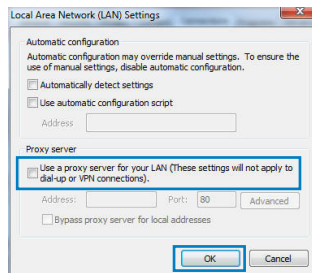 Local Area Network (LAN) Settings
Automatic configuration
Automatic configuration may override manual settings. To ensure the
use of manual settings, disable automatic configuration.
Automatically detect settings
Use automatic configuration script
Address
Proxy server
Use a proxy server for your LAN (These settings will not apply to
dial-up or VPN connections).
Address: Port: 80 Advanced
Bypass proxy server for local addresses
OK Cancel